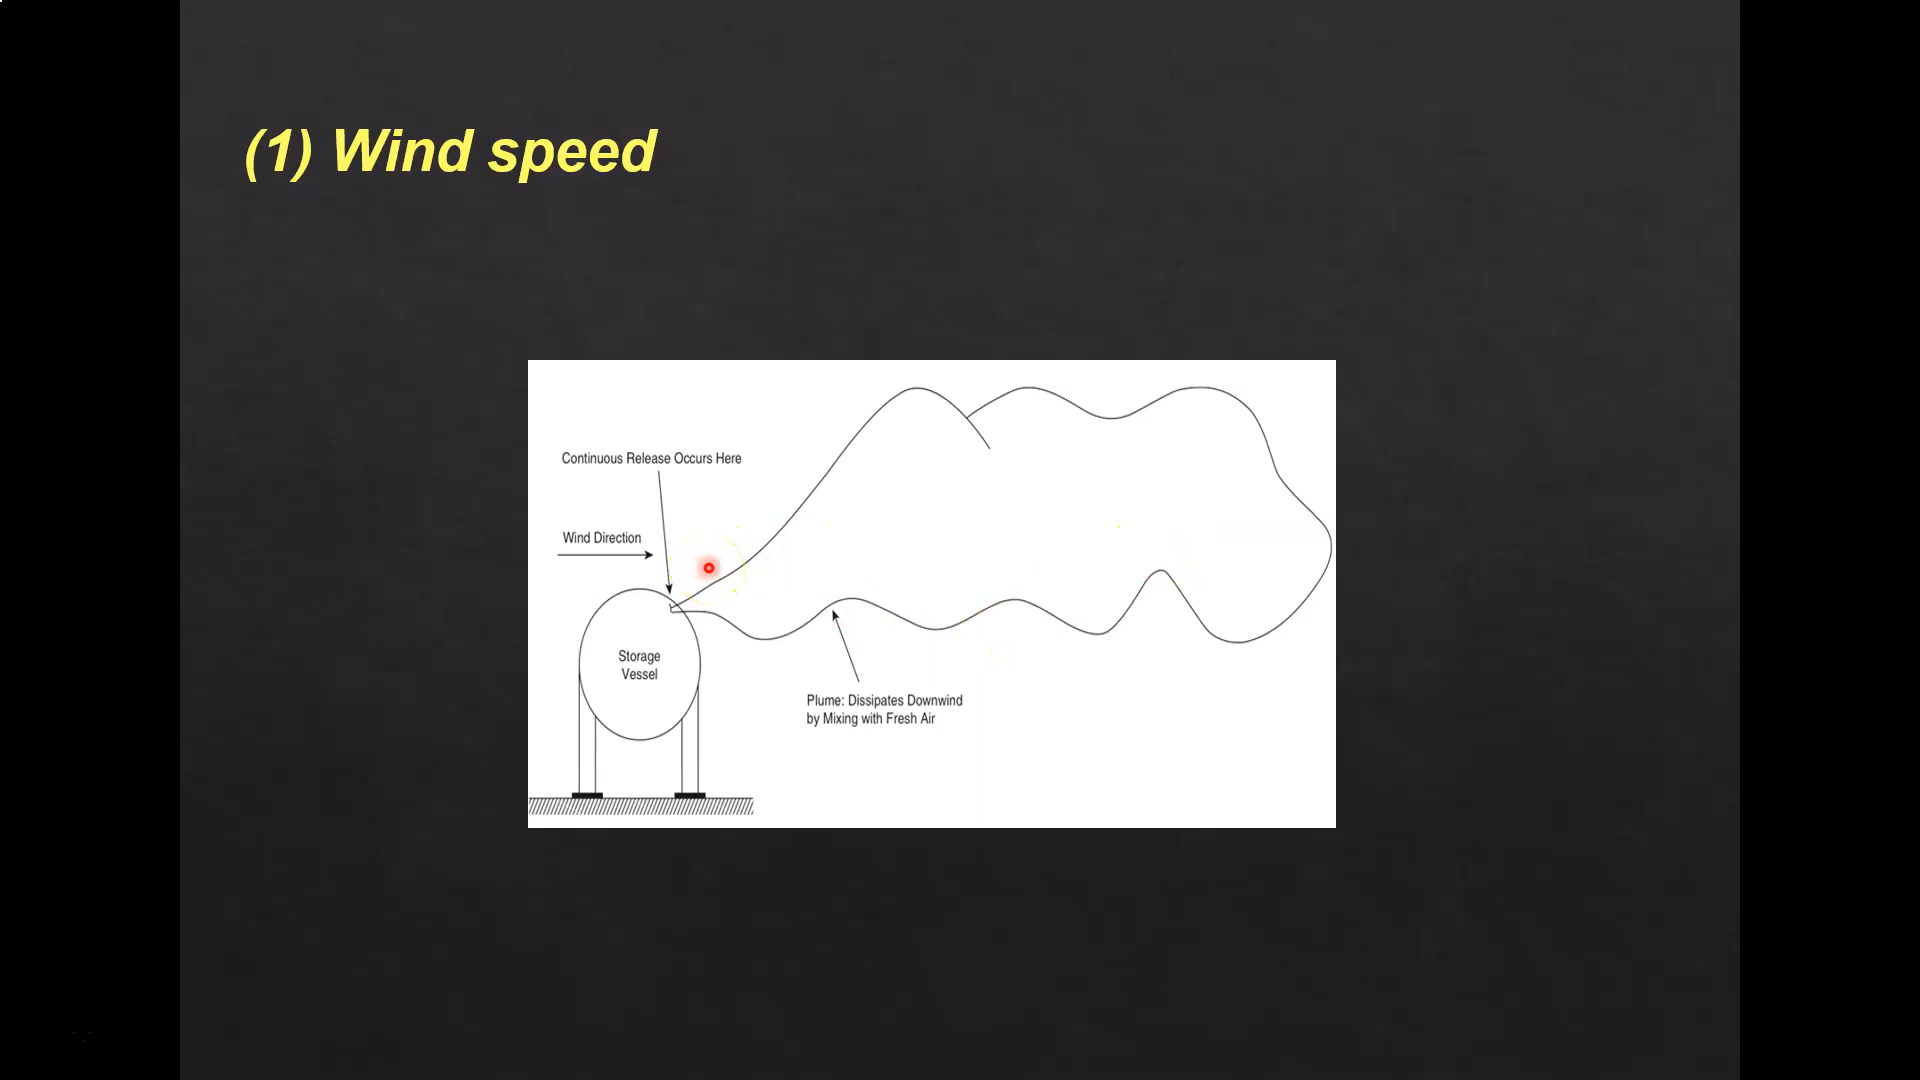 (1) Wind speed
Continuous Release Occurs Here
Wind Direction
Storage
Vessel
Plume: Dissipates Downwind
by Mixing with Fresh Air